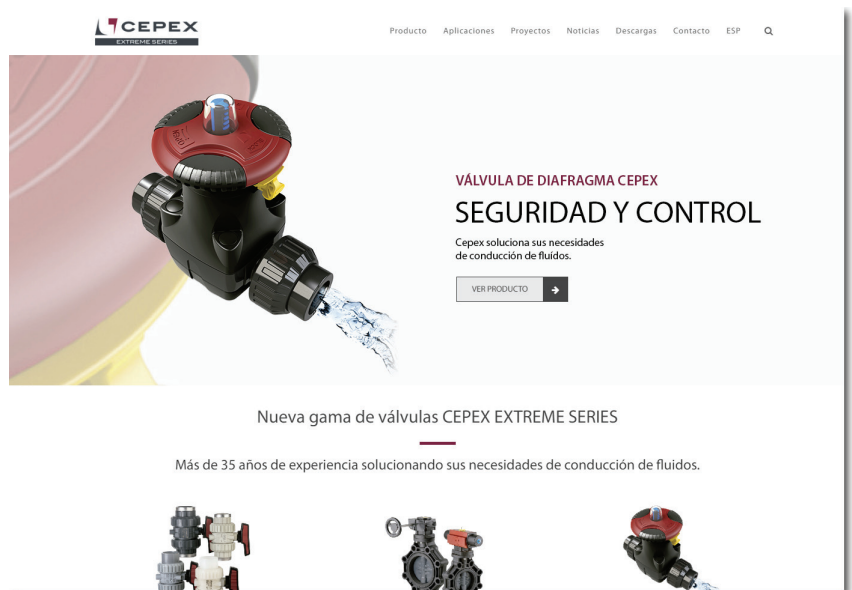 CEPEX
EXTREME SERIES
Producto Aplicaciones Proyectos Noticias Descargas Contacto ESP
OPEN
VÁLVULA DE DIAFRAGMA CEPEX
SEGURIDAD Y CONTROL
Cepex soluciona sus necesidades
de conducción de fluídos.
VER PRODUCTO
Nueva gama de válvulas CEPEX EXTREME SERIES
Más de 35 años de experiencia solucionando sus necesidades de conducción de fluidos.